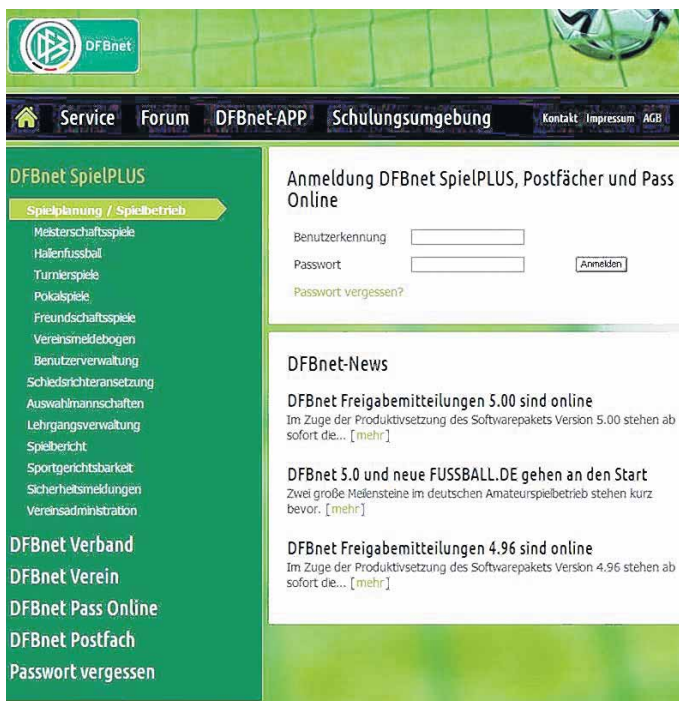 DFB
DFBnet
Service Forum DFBnet-APP Schulungsumgebung Kontakt Impressum AGB
DFBnet SpielPLUS
Spielplanung / Spielbetrieb
Meisterschaftsspiele
Hallenfussball
Turnierspiele
Pokalspiele
Freundschaftsspiele
Vereinsmeldebogen
Benutzerverwaltung
Schiedsrichteransetzung
Auswahlmannschaften
Lehrgangsverwaltung
Spielbericht
Sportgerichtsbarkeit
Sicherheitsmeldungen
Vereinsadministration
DFBnet Verband
DFBnet Verein
DFBnet Pass Online
DFBnet Postfach
Passwort vergessen
Anmeldung DFBnet SpielPLUS, Postfächer und Pass
Online
Benutzerkennung
Passwort Anmelden
Passwort vergessen?
DFBnet-News
DFBnet Freigabemitteilungen 5.00 sind online
Im Zuge der Produktivsetzung des Softwarepakets Version 5.00 stehen ab
sofort die... [mehr]
DFBnet 5.0 und neue FUSSBALL.DE gehen an den Start
Zwei große Meilensteine im deutschen Amateurspielbetrieb stehen kurz
bevor. [mehr]
DFBnet Freigabemitteilungen 4.96 sind online
Im Zuge der Produktivsetzung des Softwarepakets Version 4.96 stehen ab
sofort die... [mehr]